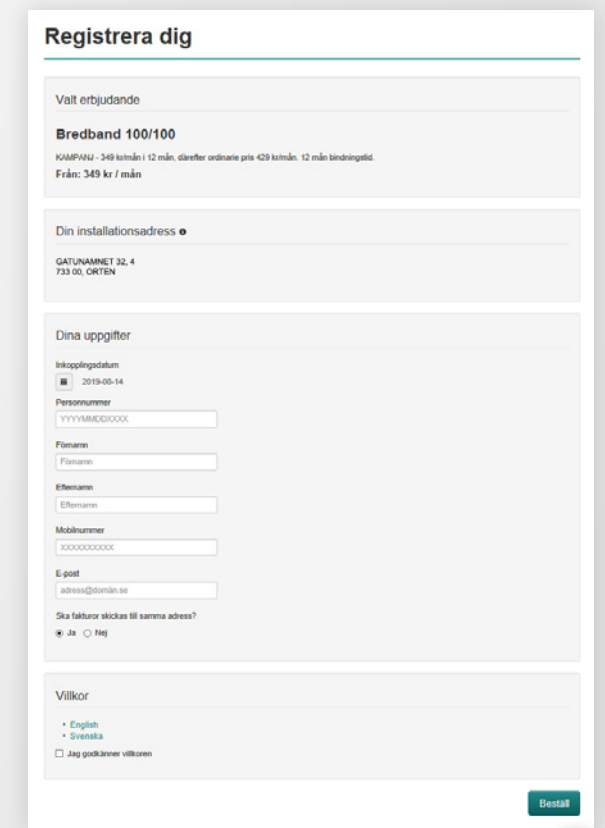 Registrera dig
Valt erbjudande
Bredband 100/100
KAMPANJ - 349 kr/mån i 12 mån, därefter ordinarie pris 429 kr/mån. 12 mån bindningstid.
Från: 349 kr / mån
Din installationsadress
GATUNAMNET 32, 4
733 00, ORTEN
Dina uppgifter
Inkopplingsdatum
2019-06-14
Personnummer
YYYYMMDDXXXX
Förnamn
Förnamn
Efternamn
Efternamn
Mobilnummer
XXXXXXXXXX
E-post
adress@domän.se
Ska fakturor skickas till samma adress?
Ja Nej
Villkor
• English
• Svenska
Jag godkänner villkoren
Beställ